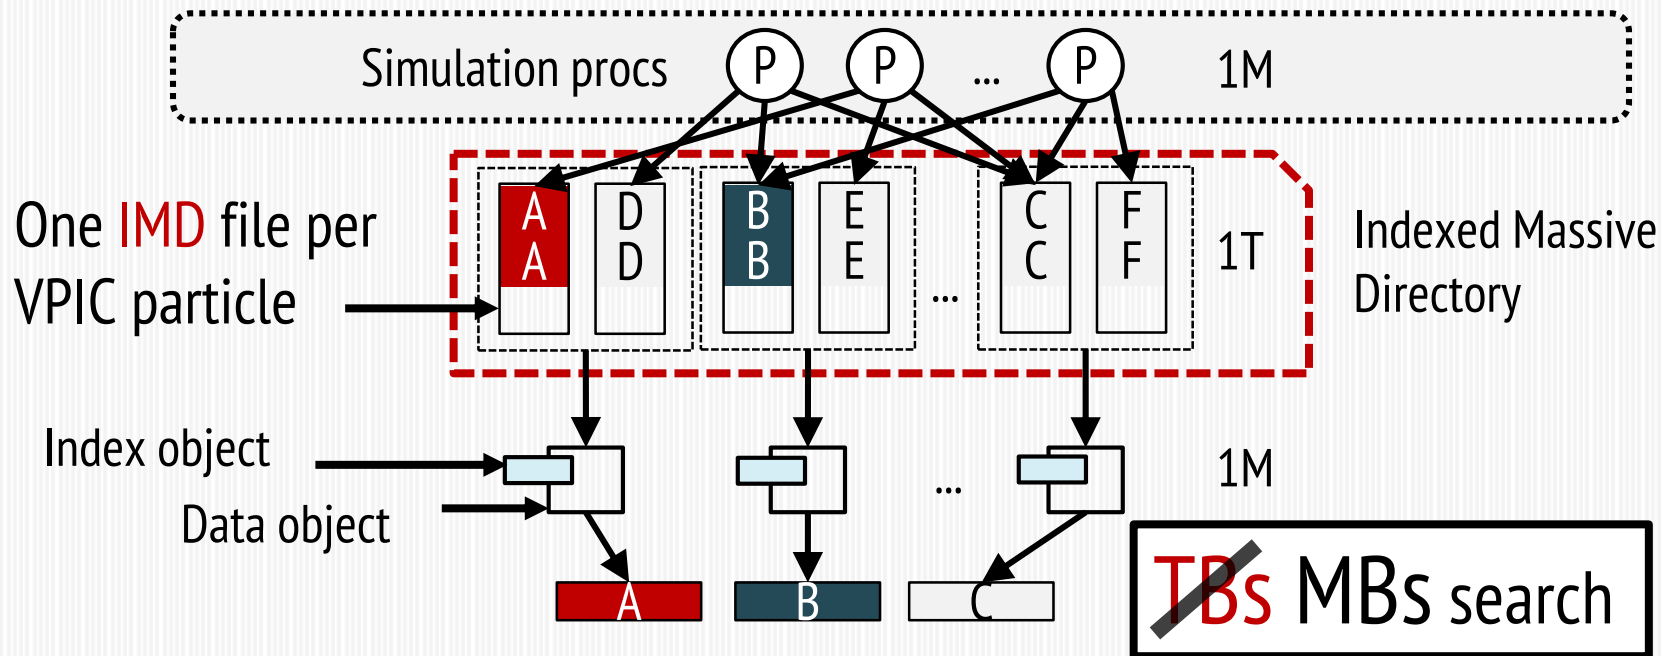 Simulation procs P P ... P 1M
One IMD file per
VPIC particle
A D B E C F
A D B E C F
... 1T
Indexed Massive
Directory
Index object
Data object
... 1M
A B C
TBs MBs search